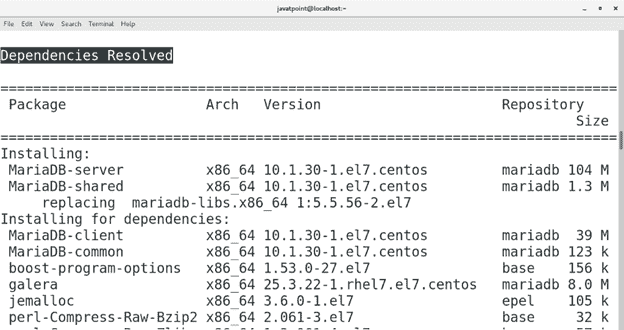 javatpoint@localhost:~
File Edit View Search Terminal Help
Dependencies Resolved
================================================================================
Package Arch Version Repository
Size
================================================================================
Installing:
MariaDB-server x86_64 10.1.30-1.el7.centos mariadb 104 M
MariaDB-shared x86_64 10.1.30-1.el7.centos mariadb 1.3 M
replacing mariadb-libs.x86_64 1:5.5.56-2.el7
Installing for dependencies:
MariaDB-client x86_64 10.1.30-1.el7.centos mariadb 39 M
MariaDB-common x86_64 10.1.30-1.el7.centos mariadb 123 k
boost-program-options x86_64 1.53.0-27.el7 base 156 k
galera x86_64 25.3.22-1.rhel7.el7.centos mariadb 8.0 M
jemalloc x86_64 3.6.0-1.el7 epel 105 k
perl-Compress-Raw-Bzip2 x86_64 2.061-3.el7 base 32 k